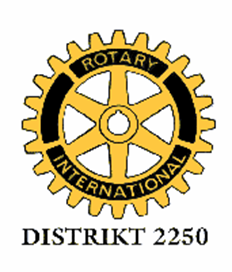 ROTARY
INTERNATIONAL
DISTRIKT 2250